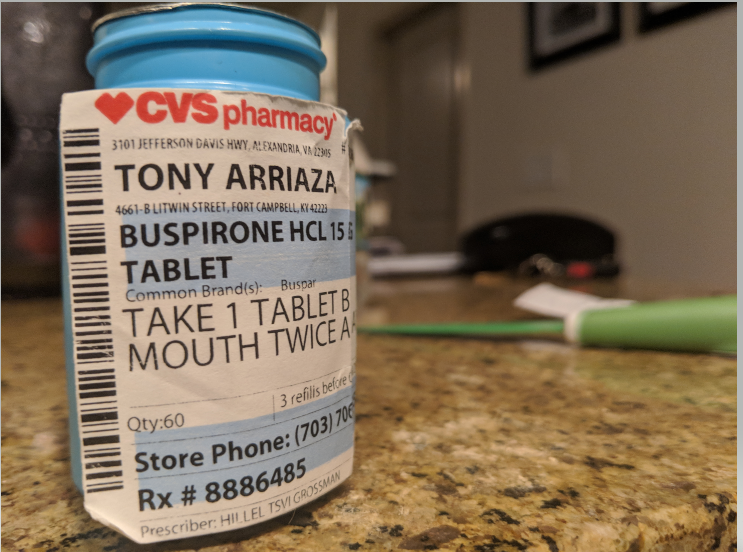 CVS pharmacy
3101 JEFFERSON DAVIS HWY, ALEXANDRIA, VA 22305 #
TONY ARRIAZA
4661-B LITWIN STREET, FORT CAMPBELL, KY 42223
BUSPIRONE HCL 15
TABLET
Common Brand(s): Buspar
TAKE 1 TABLET B
MOUTH TWICE A
Qty:60
3 refills before
Store Phone: (703) 706
Rx # 8886485
Prescriber: HILLEL TSVI GROSSMAN